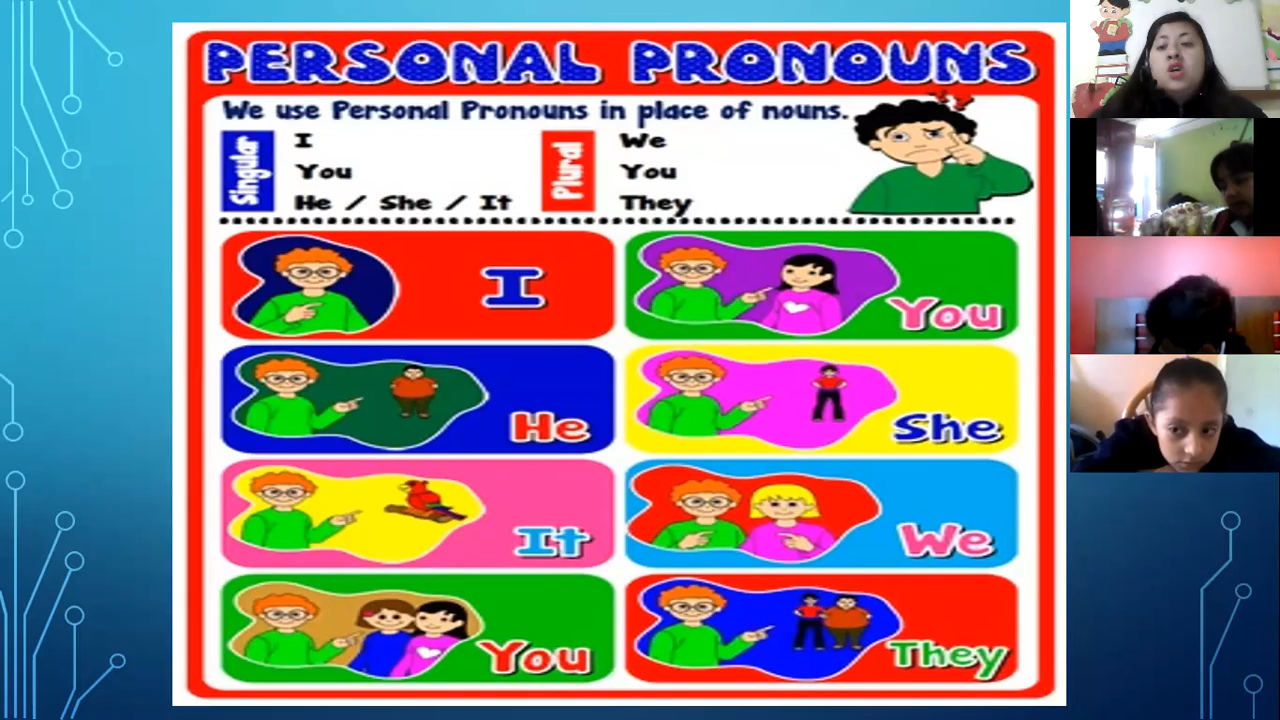 PERSONAL PRONOUNS
We use Personal Pronouns in place of nouns.
Singular
I
You
He / She / It
Plural
We
You
They
I
You
He
She
It
We
You
They